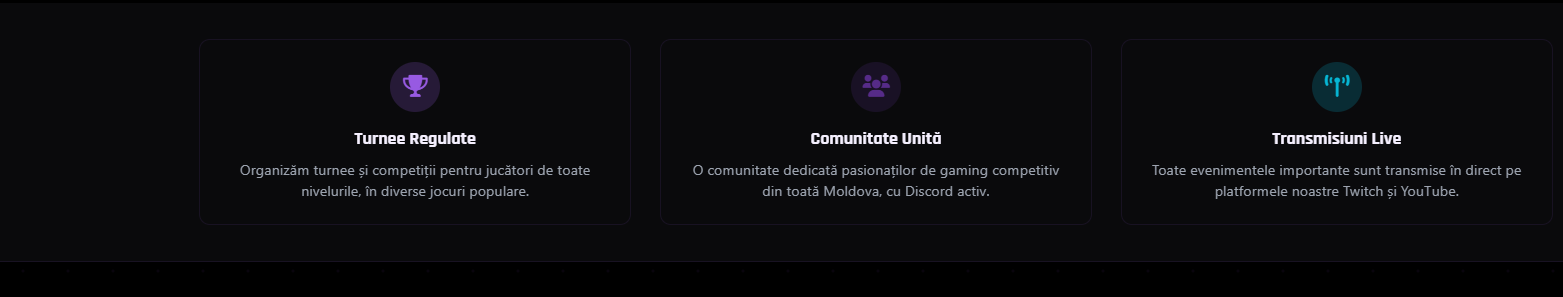 Turnee Regulate
Organizăm turnee și competiții pentru jucători de toate
nivelurile, în diverse jocuri populare.
Comunitate Unită
O comunitate dedicată pasionaților de gaming competitiv
din toată Moldova, cu Discord activ.
Transmisiuni Live
Toate evenimentele importante sunt transmise în direct pe
platformele noastre Twitch și YouTube.